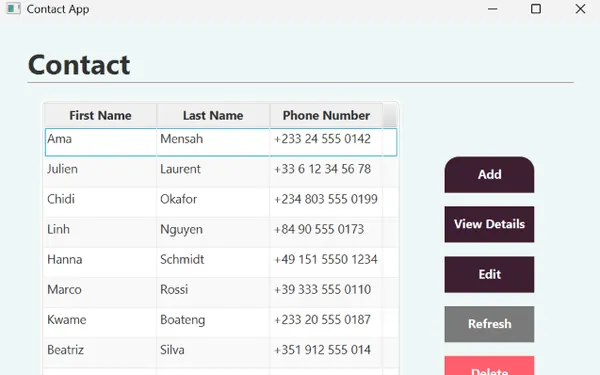 Contact App
Contact
First Name Last Name Phone Number
Ama Mensah +233 24 555 0142
Julien Laurent +33 6 12 34 56 78
Chidi Okafor +234 803 555 0199
Linh Nguyen +84 90 555 0173
Hanna Schmidt +49 151 5550 1234
Marco Rossi +39 333 555 0110
Kwame Boateng +233 20 555 0187
Beatriz Silva +351 912 555 014
Add
View Details
Edit
Refresh
Delete